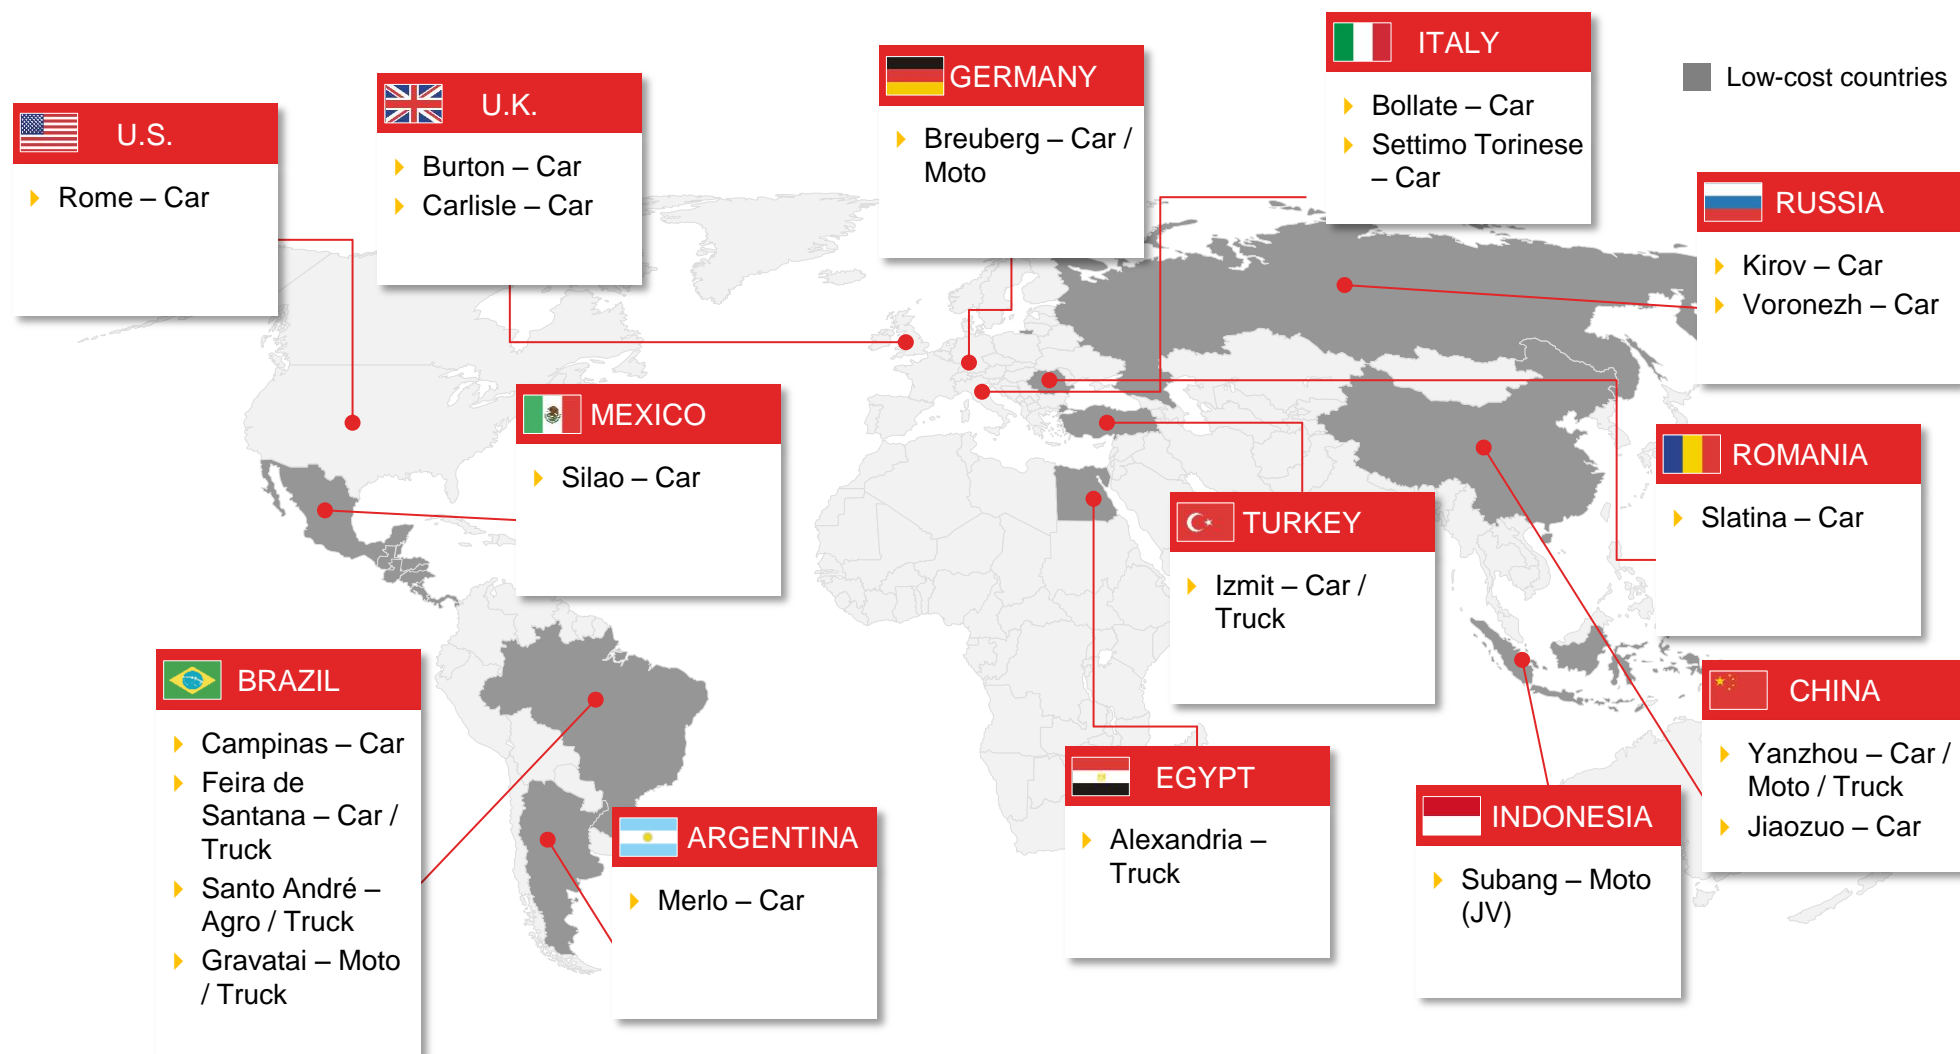 U.S.
Rome – Car
U.K.
Burton – Car
Carlisle – Car
GERMANY
Breuberg – Car /
Moto
ITALY
Bollate – Car
Settimo Torinese
– Car
Low-cost countries
RUSSIA
Kirov – Car
Voronezh – Car
MEXICO
Silao – Car
ROMANIA
Slatina – Car
TURKEY
Izmit – Car /
Truck
BRAZIL
Campinas – Car
Feira de
Santana – Car /
Truck
Santo André –
Agro / Truck
Gravatai – Moto
/ Truck
ARGENTINA
Merlo – Car
EGYPT
Alexandria –
Truck
INDONESIA
Subang – Moto
(JV)
CHINA
Yanzhou – Car /
Moto / Truck
Jiaozuo – Car